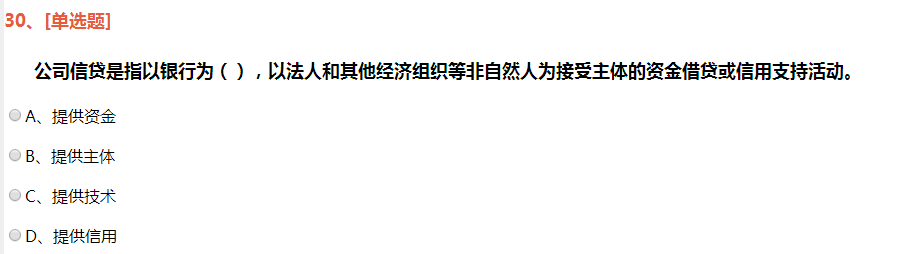 30、[单选题]
公司信贷是指以银行为（ ），以法人和其他经济组织等非自然人为接受主体的资金借贷或信用支持活动。
A、提供资金
B、提供主体
C、提供技术
D、提供信用